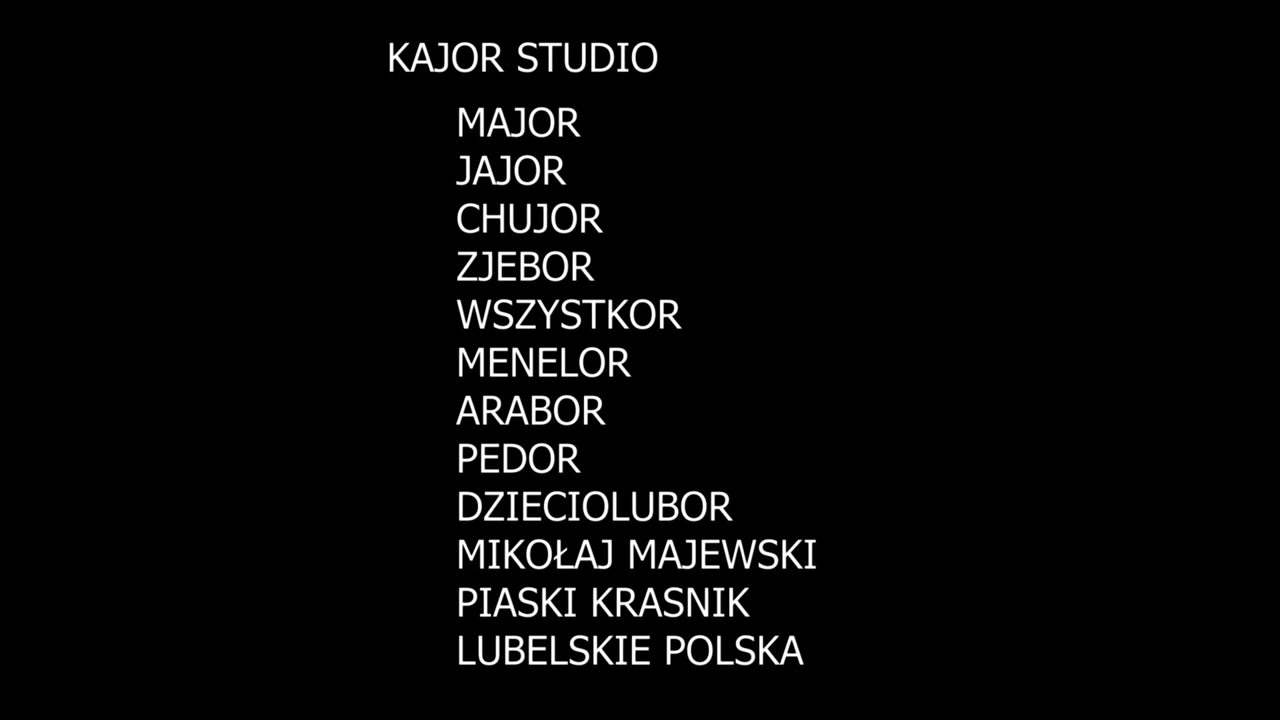 KAJOR STUDIO
MAJOR
JAJOR
CHUJOR
ZJEBOR
WSZYSTKOR
MENELOR
ARABOR
PEDOR
DZIECIOLUBOR
MIKOŁAJ MAJEWSKI
PIASKI KRASNIK
LUBELSKIE POLSKA